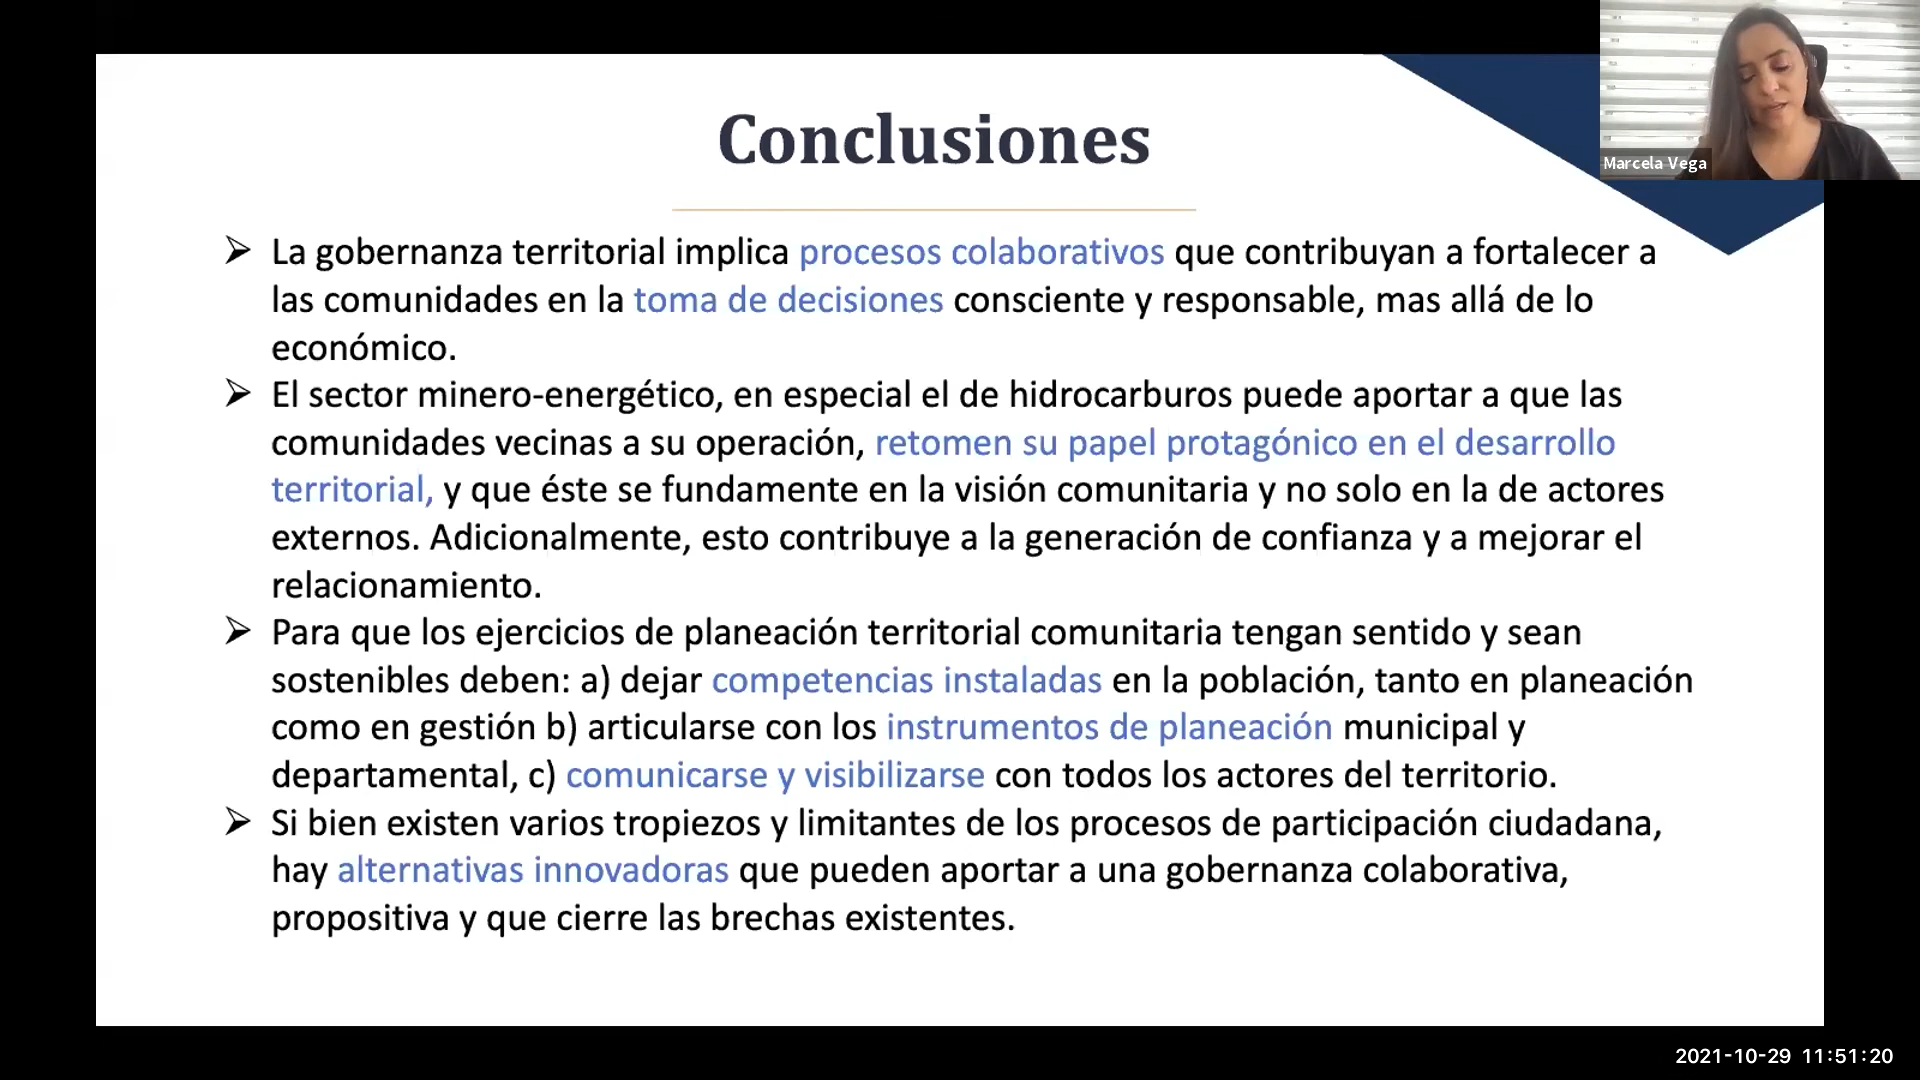 Conclusiones
Marcela Vega
➢ La gobernanza territorial implica procesos colaborativos que contribuyan a fortalecer a
las comunidades en la toma de decisiones consciente y responsable, mas allá de lo
económico.
➢ El sector minero-energético, en especial el de hidrocarburos puede aportar a que las
comunidades vecinas a su operación, retomen su papel protagónico en el desarrollo
territorial, y que éste se fundamente en la visión comunitaria y no solo en la de actores
externos. Adicionalmente, esto contribuye a la generación de confianza y a mejorar el
relacionamiento.
➢ Para que los ejercicios de planeación territorial comunitaria tengan sentido y sean
sostenibles deben: a) dejar competencias instaladas en la población, tanto en planeación
como en gestión b) articularse con los instrumentos de planeación municipal y
departamental, c) comunicarse y visibilizarse con todos los actores del territorio.
➢ Si bien existen varios tropiezos y limitantes de los procesos de participación ciudadana,
hay alternativas innovadoras que pueden aportar a una gobernanza colaborativa,
propositiva y que cierre las brechas existentes.
2021-10-29 11:51:20